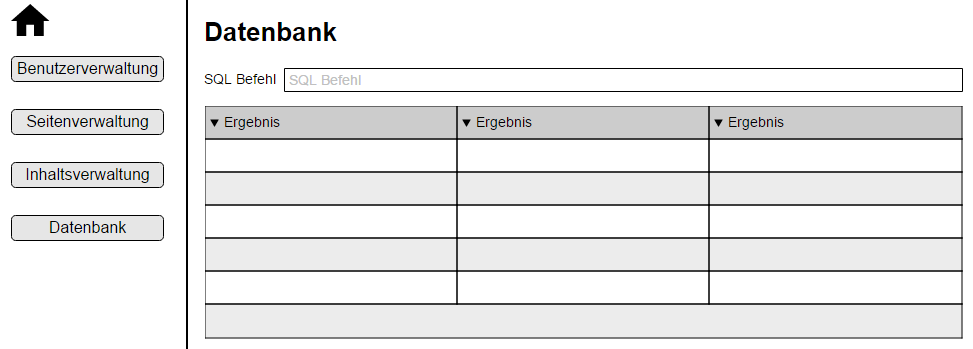 Benutzerverwaltung
Seitenverwaltung
Inhaltsverwaltung
Datenbank
Datenbank
SQL Befehl SQL Befehl
▼ Ergebnis ▼ Ergebnis ▼ Ergebnis